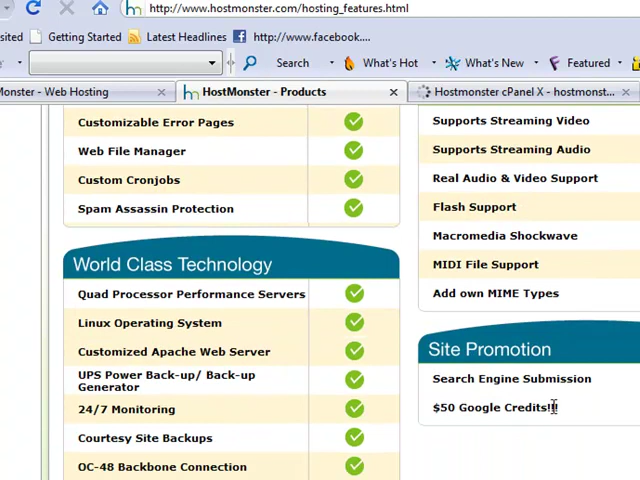 http://www.hostmonster.com/hosting_features.html
sited Getting Started Latest Headlines http://www.facebook....
Search What's Hot What's New Featured
Monster - Web Hosting HostMonster - Products Hostmonster cPanel X - hostmonst...
Customizable Error Pages
Web File Manager
Custom Cronjobs
Spam Assassin Protection
World Class Technology
Quad Processor Performance Servers
Linux Operating System
Customized Apache Web Server
UPS Power Back-up/ Back-up
Generator
24/7 Monitoring
Courtesy Site Backups
OC-48 Backbone Connection
Supports Streaming Video
Supports Streaming Audio
Real Audio & Video Support
Flash Support
Macromedia Shockwave
MIDI File Support
Add own MIME Types
Site Promotion
Search Engine Submission
$50 Google Credits!!!